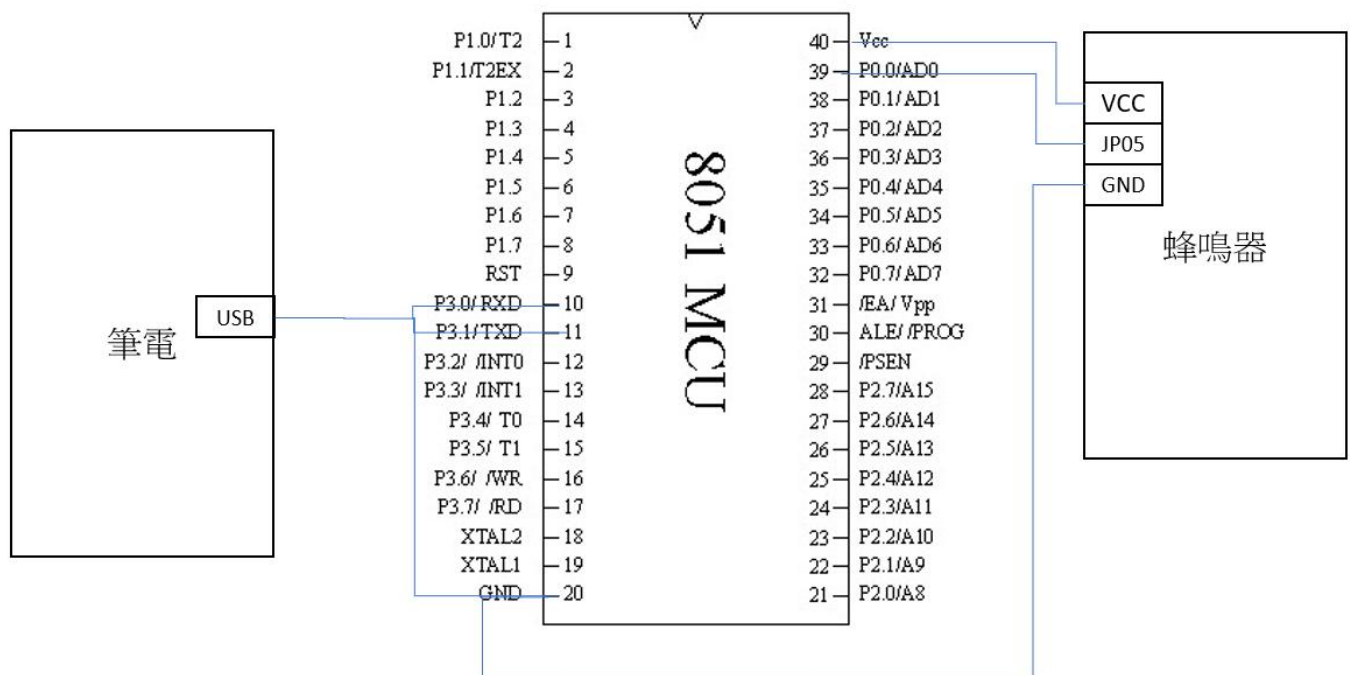 筆電
USB
P1.0/T2
P1.1/T2EX
P1.2
P1.3
P1.4
P1.5
P1.6
P1.7
RST
P3.0/ RXD
P3.1/ TXD
P3.2/ /INT0
P3.3/ /INT1
P3.4/ T0
P3.5/ T1
P3.6/ /WR
P3.7/ /RD
XTAL2
XTAL1
GND
1
2
3
4
5
6
7
8
9
10
11
12
13
14
15
16
17
18
19
20
8051 MCU
40
39
38
37
36
35
34
33
32
31
30
29
28
27
26
25
24
23
22
21
Vcc
P0.0/AD0
P0.1/AD1
P0.2/AD2
P0.3/AD3
P0.4/AD4
P0.5/AD5
P0.6/AD6
P0.7/AD7
/EA/ Vpp
ALE/ /PROG
/PSEN
P2.7/A15
P2.6/A14
P2.5/A13
P2.4/A12
P2.3/A11
P2.2/A10
P2.1/A9
P2.0/A8
VCC
JP05
GND
蜂鳴器